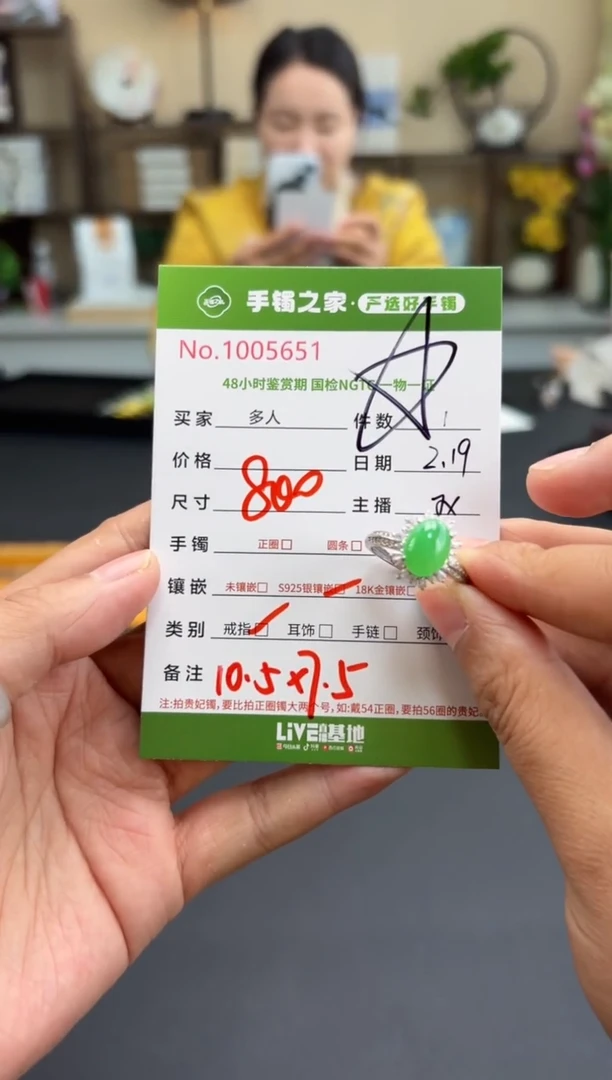 手镯之家·严选好手镯
No.1005651
48小时鉴赏期 国检NGTC 一物一证
买家 多人 件数 1
价格 日期 2.19
尺寸 800 主播
手镯 正圈□ 圆条□
镶嵌 未镶嵌□ S925银镶嵌□ 18K金镶嵌□
类别 戒指□ 耳饰□ 手链□ 颈饰
备注 10.5×7.5
注:拍贵妃镯,要比拍正圈镯大两个号,如:戴54正圈,要拍56圈的贵妃
LIVE 基地